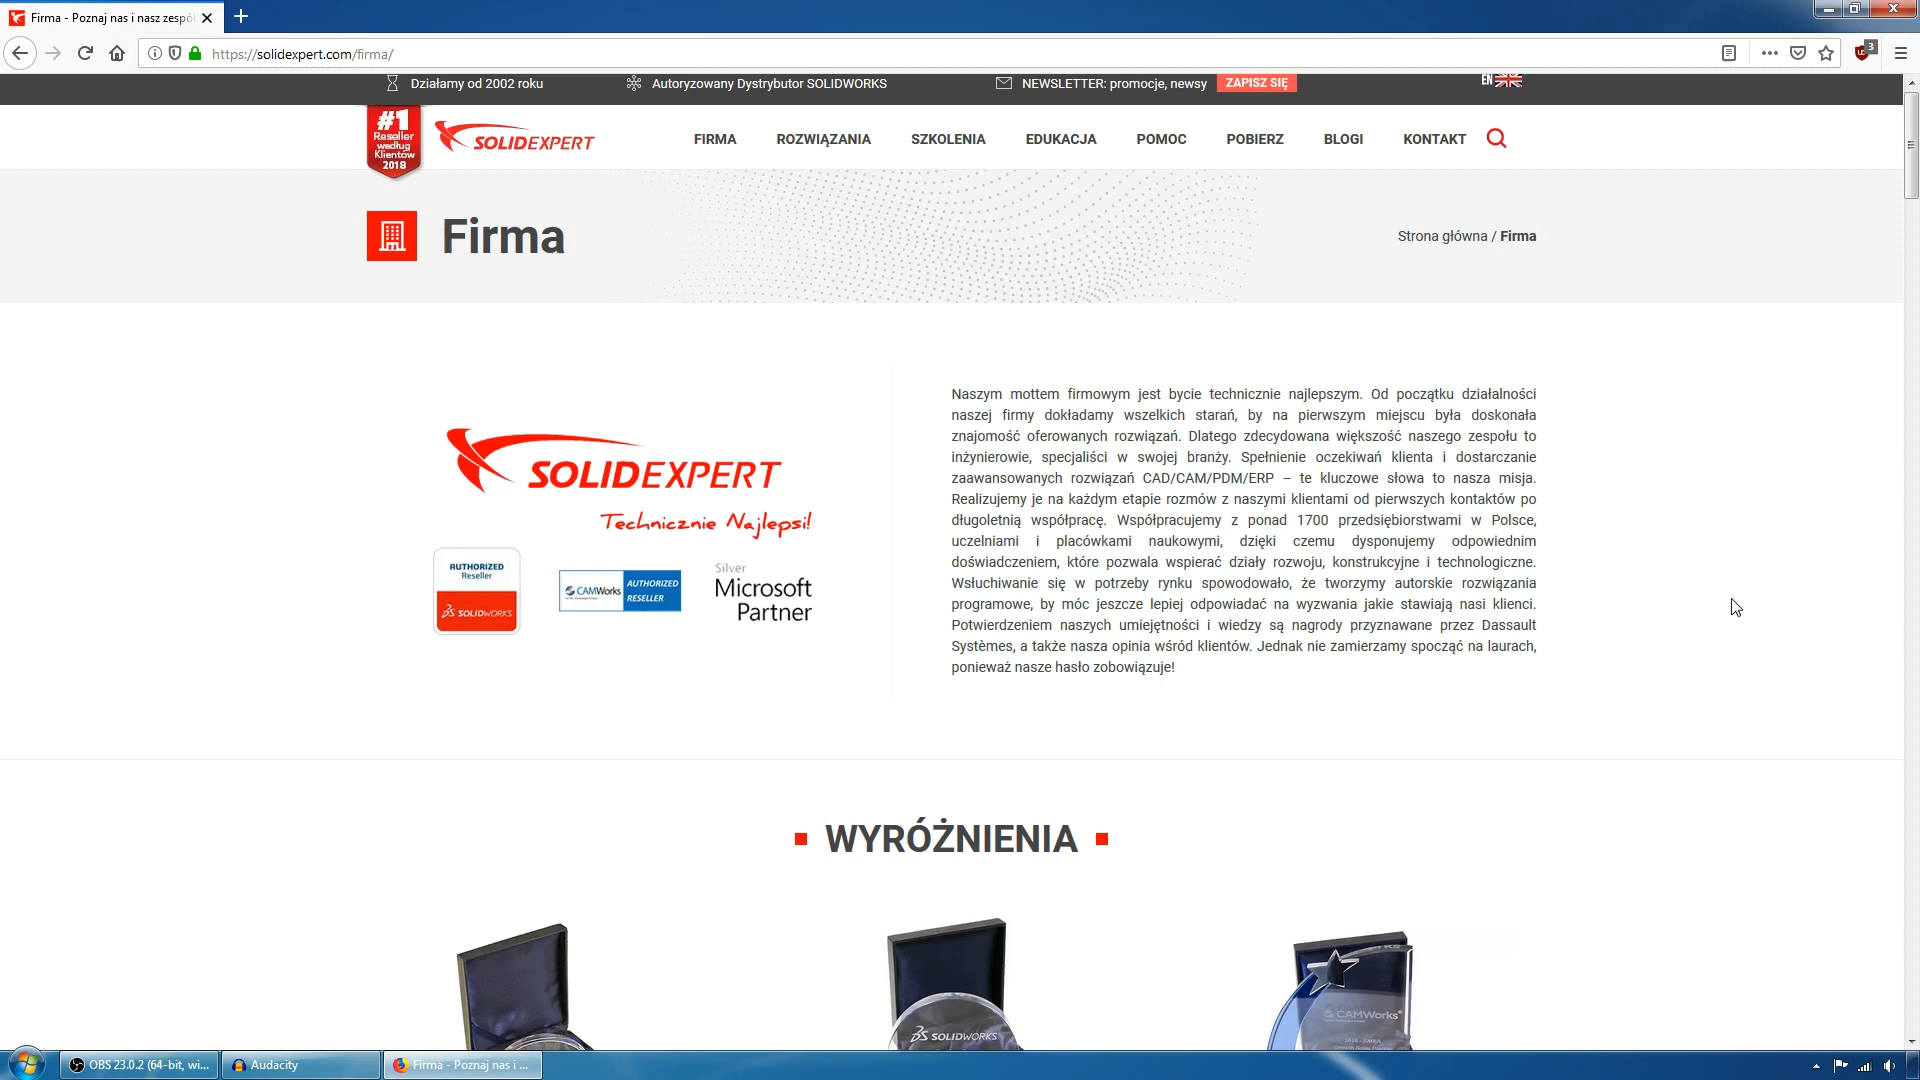 Firma - Poznaj nas i nasz zespó
https://solidexpert.com/firma/
3
Działamy od 2002 roku
Autoryzowany Dystrybutor SOLIDWORKS
NEWSLETTER: promocje, newsy
ZAPISZ SIĘ
EN
#1
Reseller
według
Klientów
2018
SOLIDEXPERT
FIRMA
ROZWIĄZANIA
SZKOLENIA
EDUKACJA
POMOC
POBIERZ
BLOGI
KONTAKT
Firma
Strona główna / Firma
SOLIDEXPERT
Technicznie Najlepsi!
AUTHORIZED
Reseller
SOLIDWORKS
CAMWorks
AUTHORIZED
RESELLER
Silver
Microsoft
Partner
Naszym mottem firmowym jest bycie technicznie najlepszym. Od początku działalności
naszej firmy dokładamy wszelkich starań, by na pierwszym miejscu była doskonała
znajomość oferowanych rozwiązań. Dlatego zdecydowana większość naszego zespołu to
inżynierowie, specjaliści w swojej branży. Spełnienie oczekiwań klienta i dostarczanie
zaawansowanych rozwiązań CAD/CAM/PDM/ERP – te kluczowe słowa to nasza misja.
Realizujemy je na każdym etapie rozmów z naszymi klientami od pierwszych kontaktów po
długoletnią współpracę. Współpracujemy z ponad 1700 przedsiębiorstwami w Polsce,
uczelniami i placówkami naukowymi, dzięki czemu dysponujemy odpowiednim
doświadczeniem, które pozwala wspierać działy rozwoju, konstrukcyjne i technologiczne.
Wsłuchiwanie się w potrzeby rynku spowodowało, że tworzymy autorskie rozwiązania
programowe, by móc jeszcze lepiej odpowiadać na wyzwania jakie stawiają nasi klienci.
Potwierdzeniem naszych umiejętności i wiedzy są nagrody przyznawane przez Dassault
Systèmes, a także nasza opinia wśród klientów. Jednak nie zamierzamy spocząć na laurach,
ponieważ nasze hasło zobowiązuje!
WYRÓŻNIENIA
SOLIDWORKS
CAMWorks®
OBS 23.0.2 (64-bit, wi...
Audacity
Firma - Poznaj nas i ...